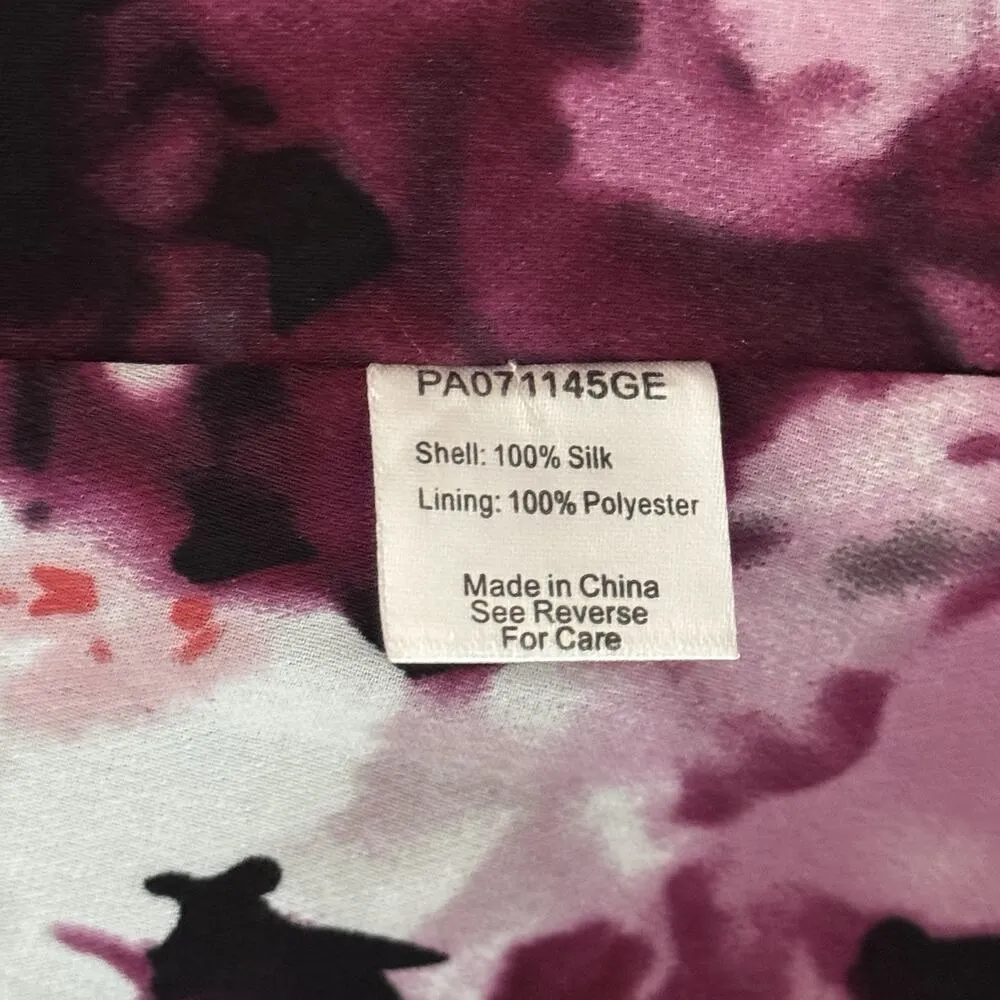 PA071145GE
Shell: 100% Silk
Lining: 100% Polyester
Made in China
See Reverse
For Care